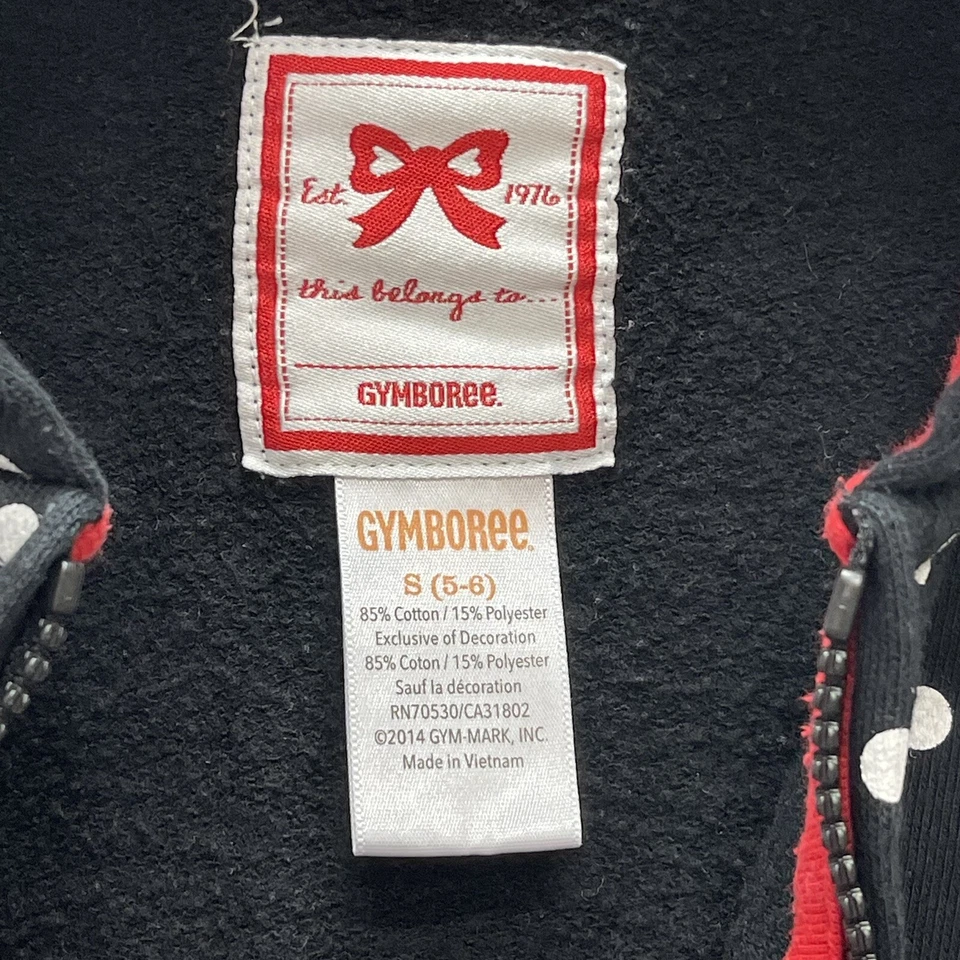 Est. 1976
this belongs to...
GYMBOREE.
GYMBOREE.
S (5-6)
85% Cotton / 15% Polyester
Exclusive of Decoration
85% Coton / 15% Polyester
Sauf la décoration
RN70530/CA31802
©2014 GYM-MARK, INC.
Made in Vietnam